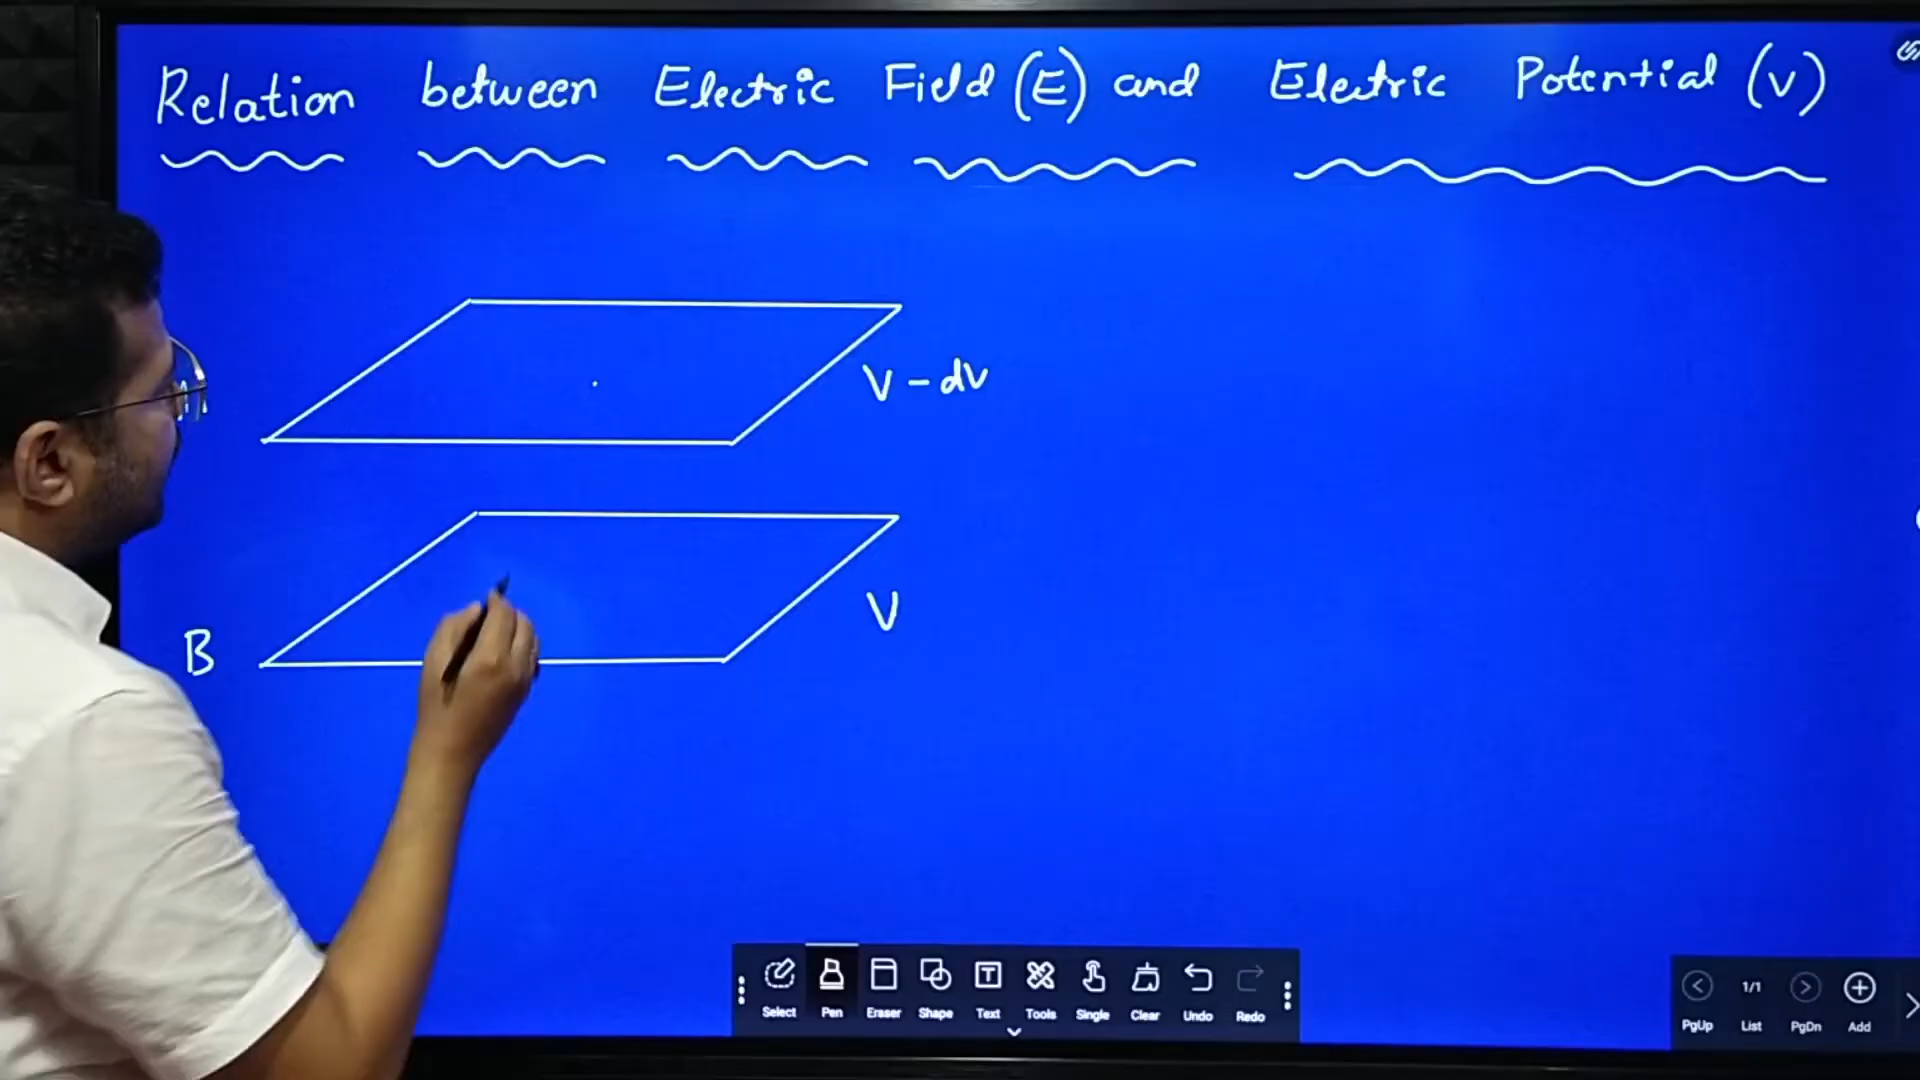 Relation between Electric Field (E) and Electric Potential (V)
V - dV
V
B
Select Pen Eraser Shape Text Tools Single Clear Undo Redo
1/1
PgUp List PgDn Add